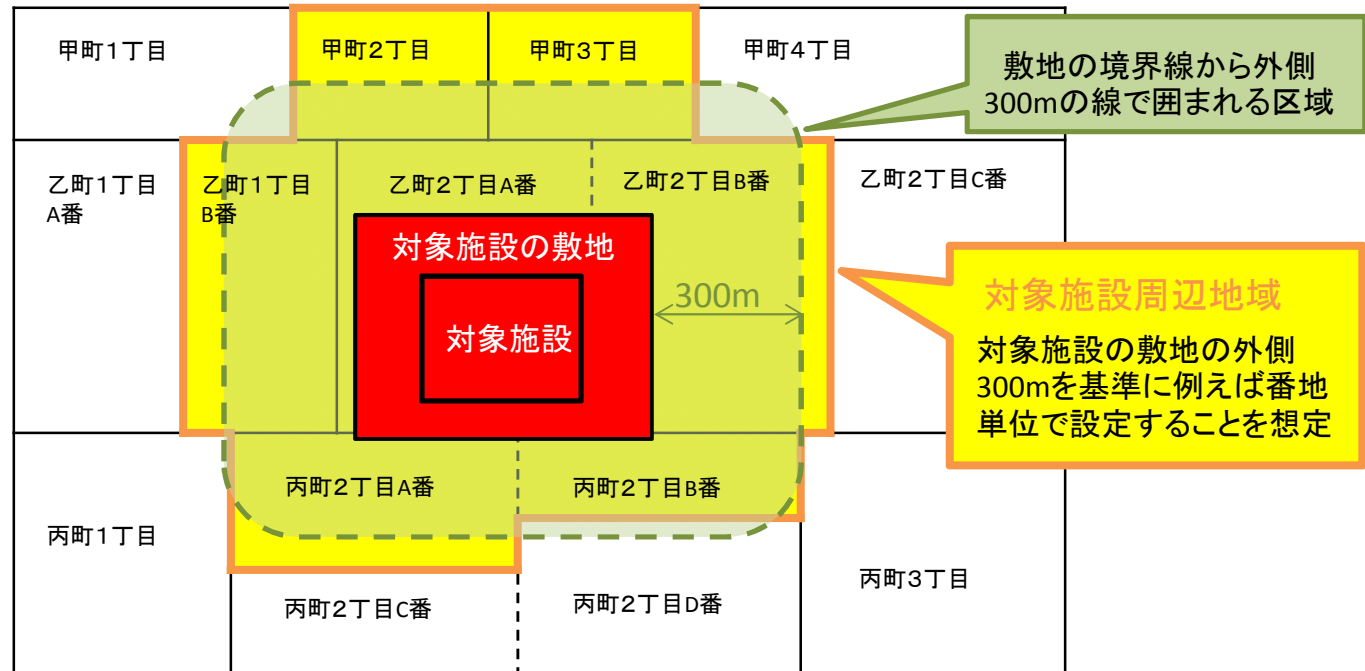 甲町1丁目
甲町2丁目
甲町3丁目
甲町4丁目
敷地の境界線から外側
300mの線で囲まれる区域
乙町1丁目
A番
乙町1丁目
B番
乙町2丁目A番
乙町2丁目B番
乙町2丁目C番
対象施設の敷地
対象施設
300m
対象施設周辺地域
対象施設の敷地の外側
300mを基準に例えば番地
単位で設定することを想定
丙町1丁目
丙町2丁目A番
丙町2丁目B番
丙町3丁目
丙町2丁目C番
丙町2丁目D番